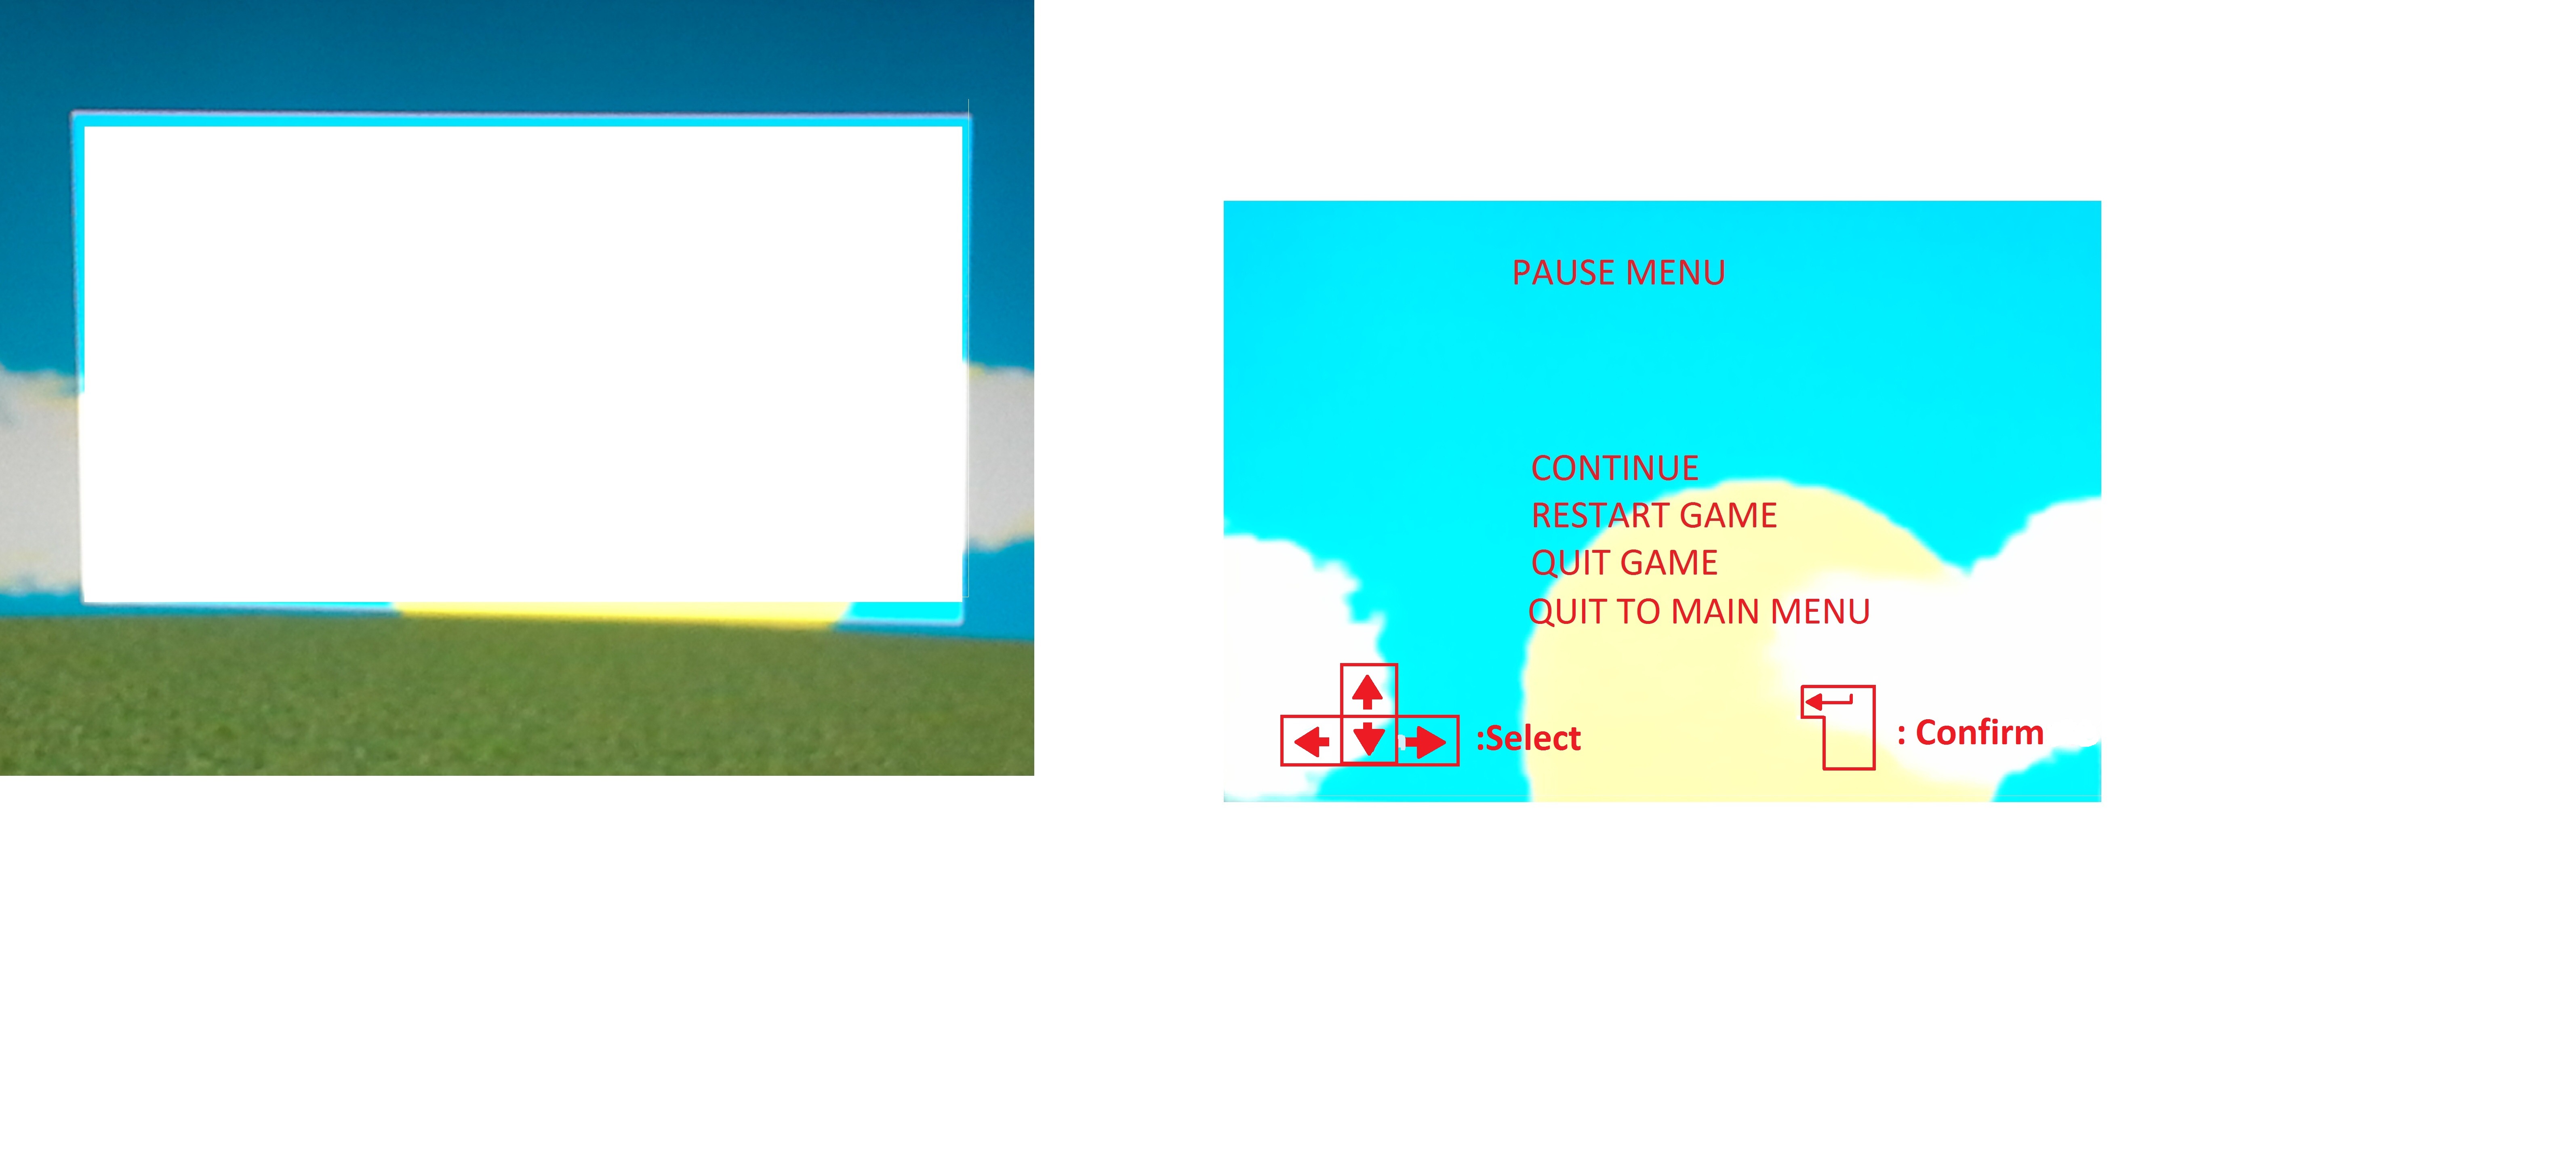 PAUSE MENU
CONTINUE
RESTART GAME
QUIT GAME
QUIT TO MAIN MENU
:Select
: Confirm